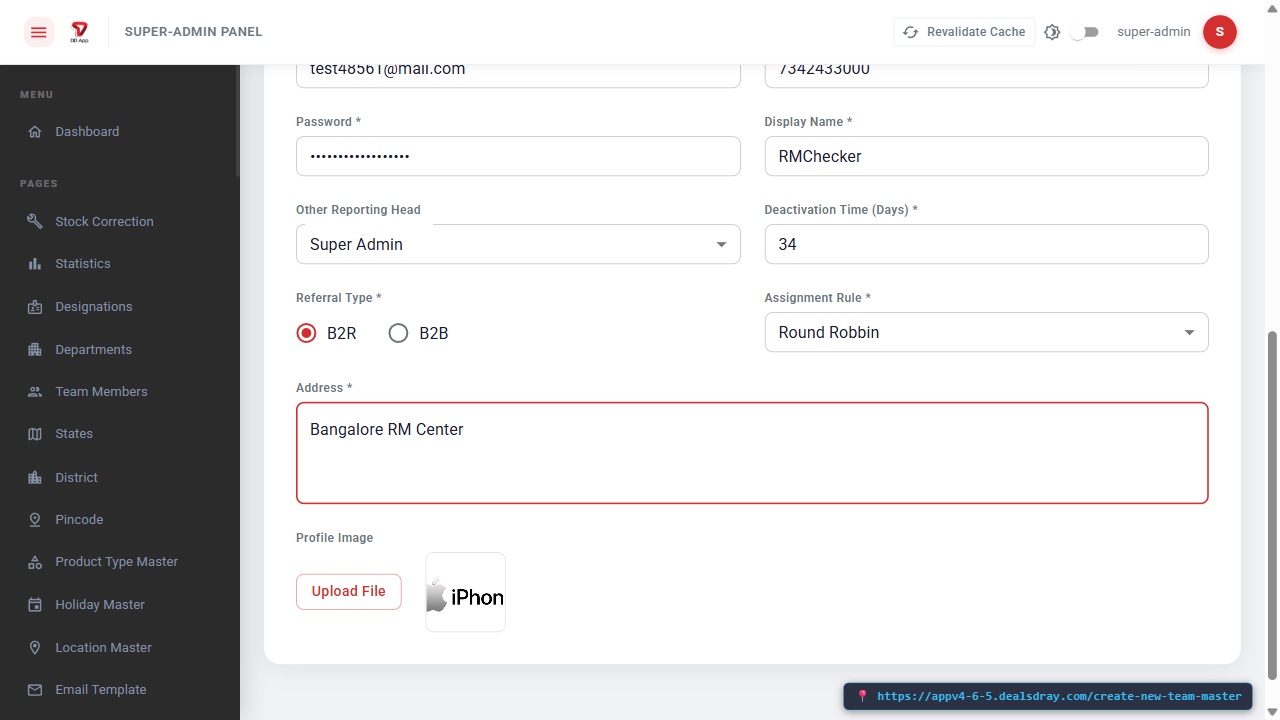 DD App
SUPER-ADMIN PANEL
Revalidate Cache
super-admin
S
MENU
Dashboard
PAGES
Stock Correction
Statistics
Designations
Departments
Team Members
States
District
Pincode
Product Type Master
Holiday Master
Location Master
Email Template
test48561@mail.com
7342433000
Password *
••••••••••••••••••
Display Name *
RMChecker
Other Reporting Head
Super Admin
Deactivation Time (Days) *
34
Referral Type *
B2R
B2B
Assignment Rule *
Round Robbin
Address *
Bangalore RM Center
Profile Image
Upload File
iPhon
https://appv4-6-5.dealsdray.com/create-new-team-master